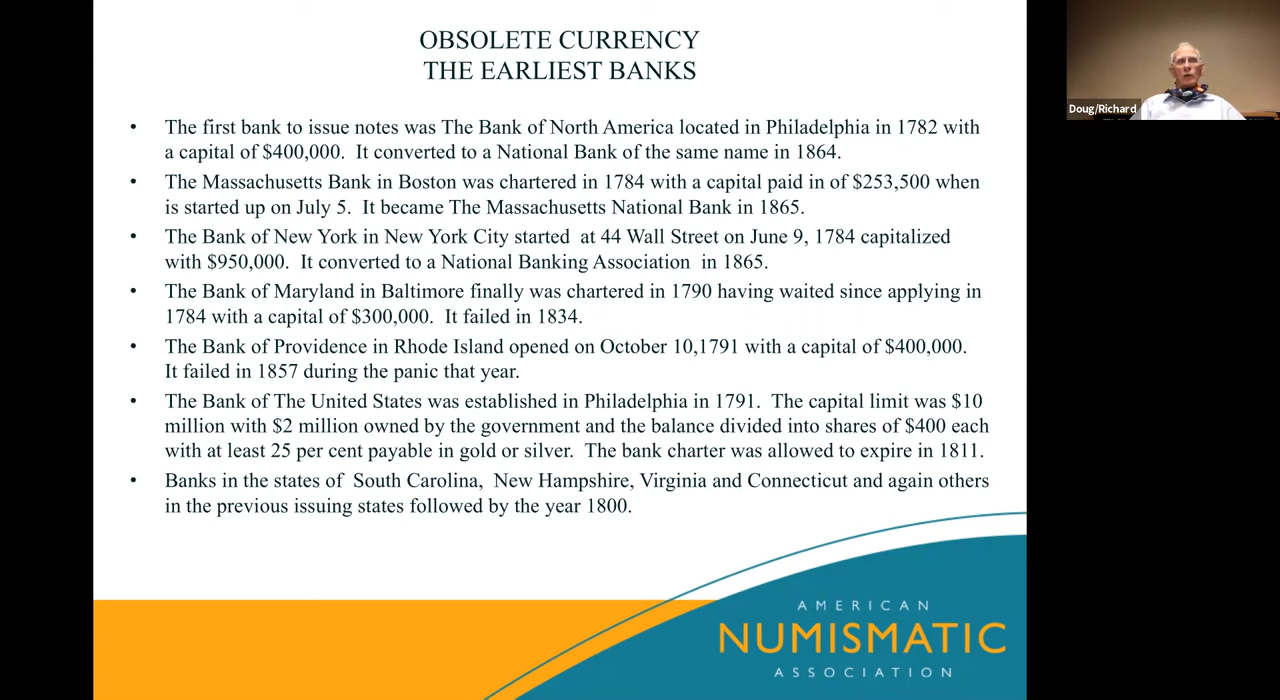 OBSOLETE CURRENCY
THE EARLIEST BANKS
• The first bank to issue notes was The Bank of North America located in Philadelphia in 1782 with
a capital of $400,000. It converted to a National Bank of the same name in 1864.
• The Massachusetts Bank in Boston was chartered in 1784 with a capital paid in of $253,500 when
is started up on July 5. It became The Massachusetts National Bank in 1865.
• The Bank of New York in New York City started at 44 Wall Street on June 9, 1784 capitalized
with $950,000. It converted to a National Banking Association in 1865.
• The Bank of Maryland in Baltimore finally was chartered in 1790 having waited since applying in
1784 with a capital of $300,000. It failed in 1834.
• The Bank of Providence in Rhode Island opened on October 10,1791 with a capital of $400,000.
It failed in 1857 during the panic that year.
• The Bank of The United States was established in Philadelphia in 1791. The capital limit was $10
million with $2 million owned by the government and the balance divided into shares of $400 each
with at least 25 per cent payable in gold or silver. The bank charter was allowed to expire in 1811.
• Banks in the states of South Carolina, New Hampshire, Virginia and Connecticut and again others
in the previous issuing states followed by the year 1800.
AMERICAN
NUMISMATIC
ASSOCIATION
Doug/Richard